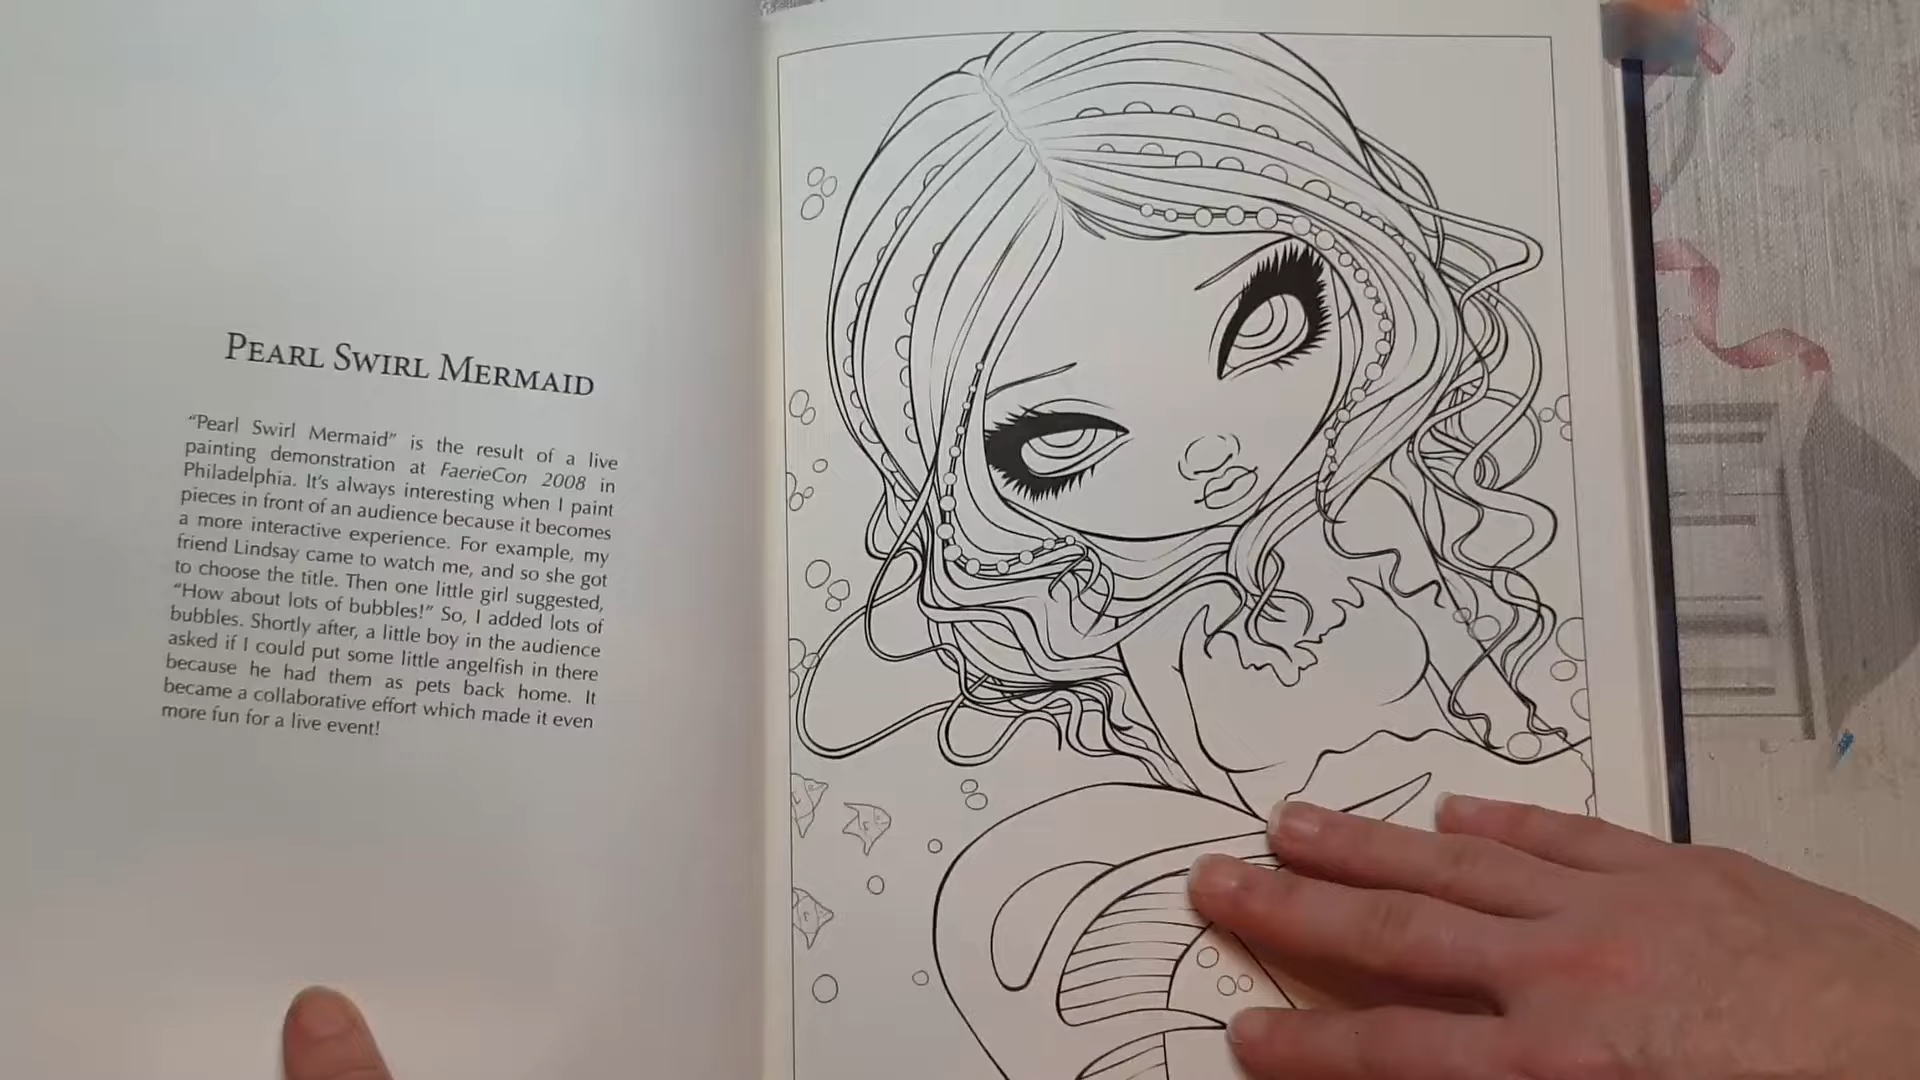 PEARL SWIRL MERMAID
“Pearl Swirl Mermaid” is the result of a live
painting demonstration at FaerieCon 2008 in
Philadelphia. It’s always interesting when I paint
pieces in front of an audience because it becomes
a more interactive experience. For example, my
friend Lindsay came to watch me, and so she got
to choose the title. Then one little girl suggested,
“How about lots of bubbles!” So, I added lots of
bubbles. Shortly after, a little boy in the audience
asked if I could put some little angelfish in there
because he had them as pets back home. It
became a collaborative effort which made it even
more fun for a live event!